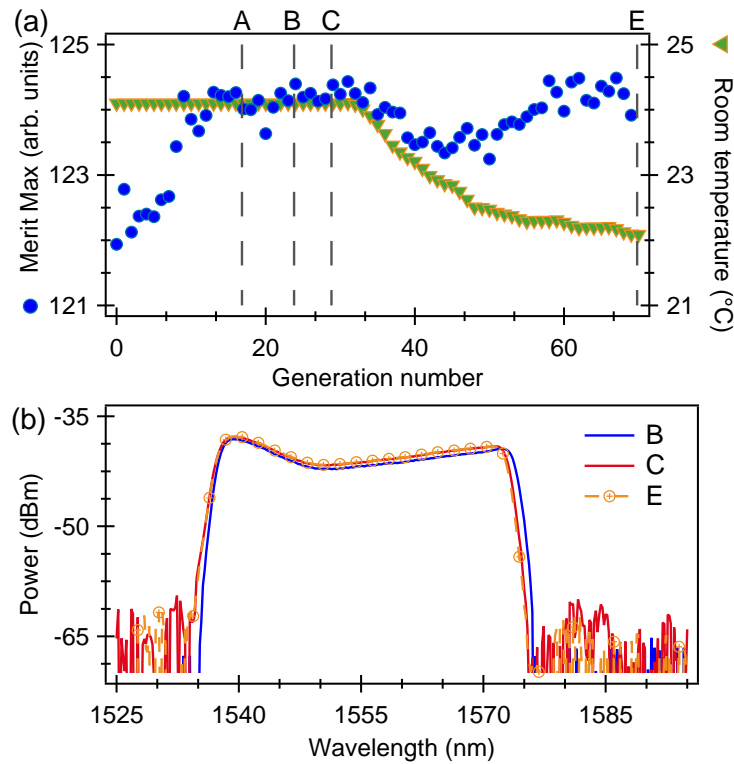 (a)
A
B
C
E
125
123
121
Merit Max (arb. units)
25
23
21
Room temperature (°C)
0
20
40
60
Generation number
(b)
-35
-50
-65
Power (dBm)
B
C
E
1525
1540
1555
1570
1585
Wavelength (nm)